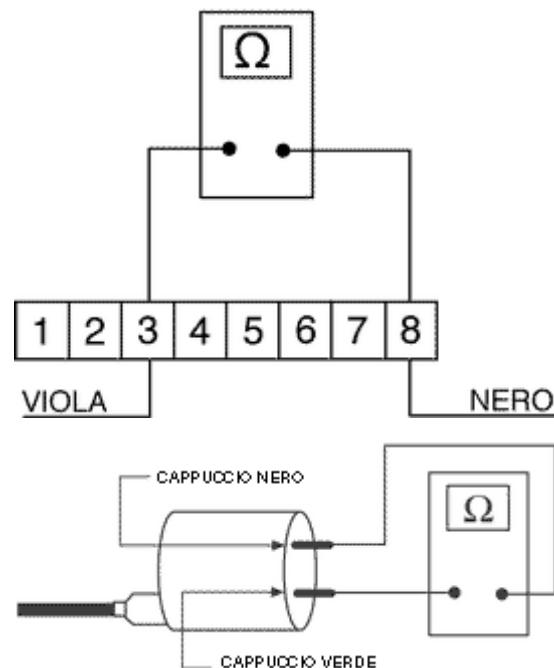 Ω
1 2 3 4 5 6 7 8
VIOLA NERO
CAPPUCCIO NERO
Ω
CAPPUCCIO VERDE